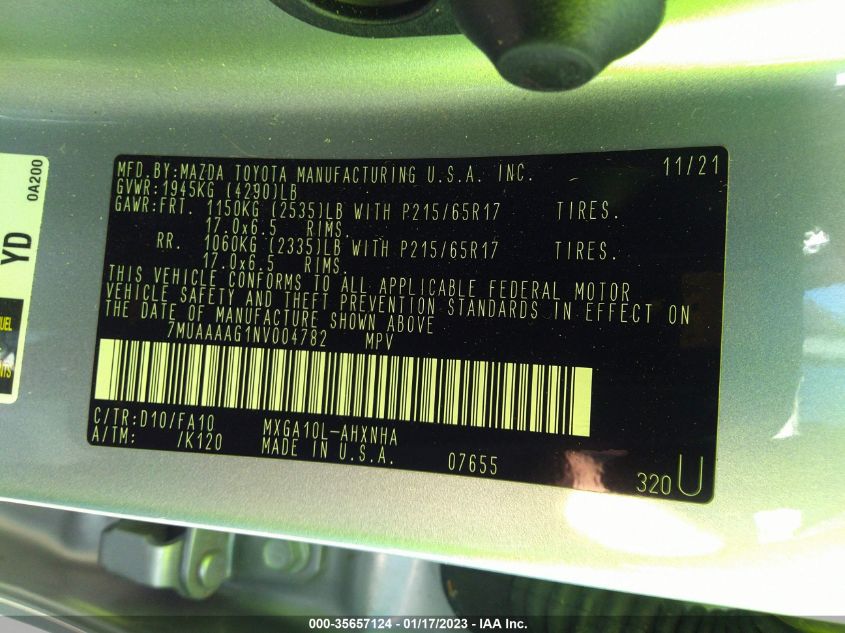 MFD.BY:MAZDA TOYOTA MANUFACTURING U.S.A. INC. 11/21
GVWR:1945KG (4290)LB
GAWR:FRT. 1150KG (2535)LB WITH P215/65R17 TIRES.
17.0x6.5 RIMS.
RR. 1060KG (2335)LB WITH P215/65R17 TIRES.
17.0x6.5 RIMS.
THIS VEHICLE CONFORMS TO ALL APPLICABLE FEDERAL MOTOR
VEHICLE SAFETY AND THEFT PREVENTION STANDARDS IN EFFECT ON
THE DATE OF MANUFACTURE SHOWN ABOVE
7MUAAAAG1NV004782 MPV
C/TR:D10/FA10 MXGA10L-AHXNHA
A/TM: /K120 MADE IN U.S.A. 07655
320 U
0A200
YD
000-35657124 | 01/17/2023 - IAA Inc.